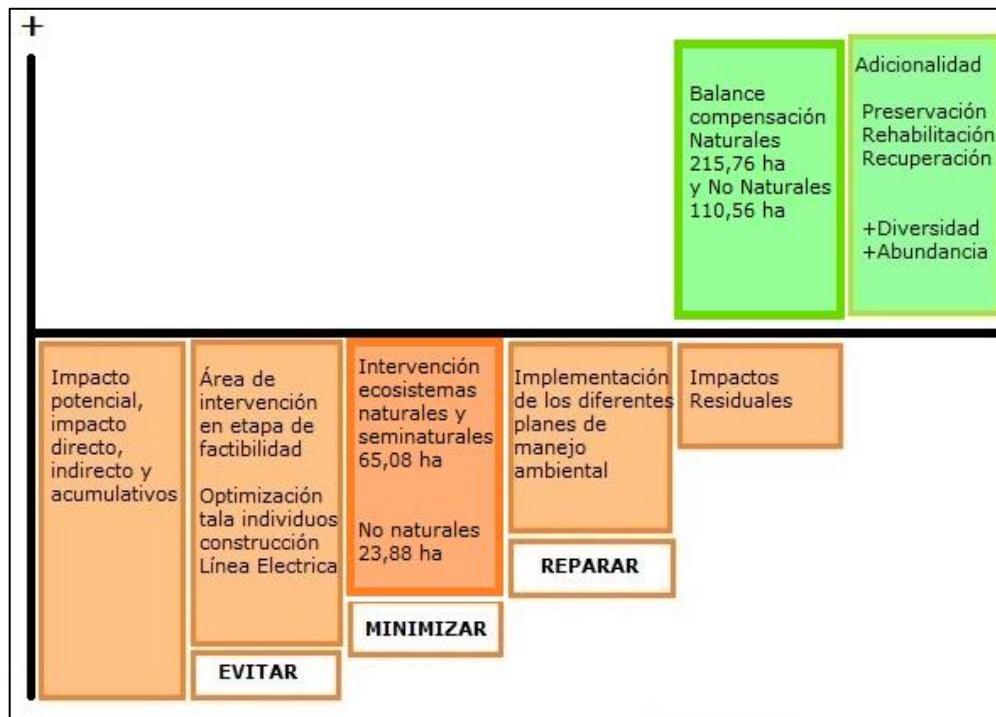 +
Balance
compensación
Naturales
215,76 ha
y No Naturales
110,56 ha
Adicionalidad
Preservación
Rehabilitación
Recuperación
+Diversidad
+Abundancia
Impacto
potencial,
impacto
directo,
indirecto y
acumulativos
Área de
intervención
en etapa de
factibilidad
Optimización
tala individuos
construcción
Línea Electrica
EVITAR
Intervención
ecosistemas
naturales y
seminaturales
65,08 ha
No naturales
23,88 ha
MINIMIZAR
Implementación
de los diferentes
planes de
manejo
ambiental
REPARAR
Impactos
Residuales